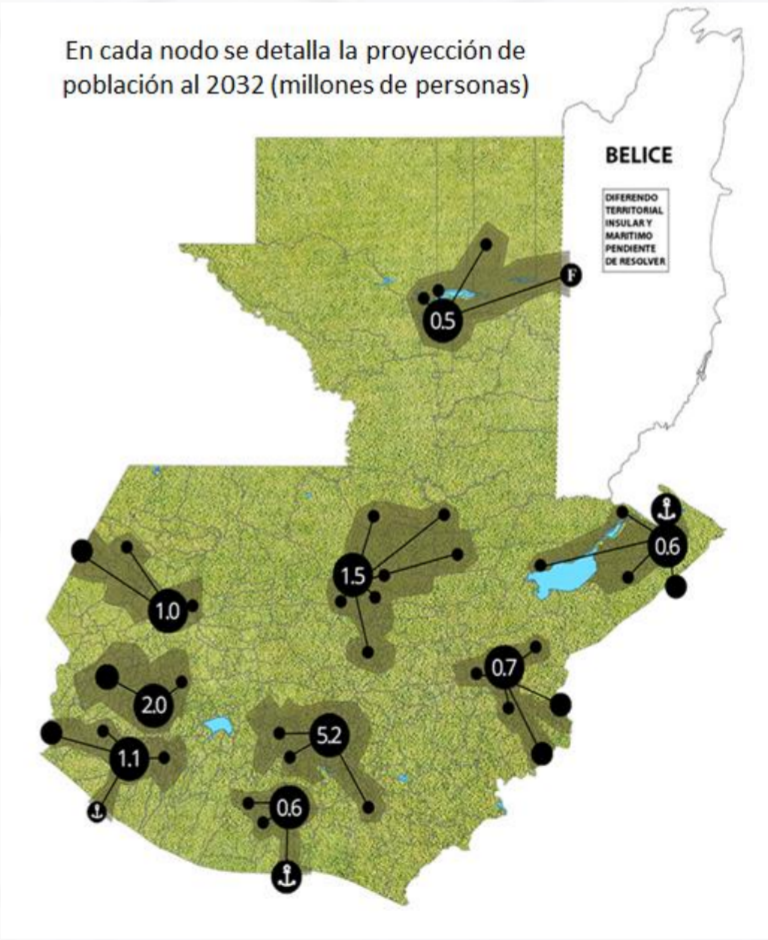 En cada nodo se detalla la proyección de
población al 2032 (millones de personas)
BELICE
DIFERENDO
TERRITORIAL
INSULAR Y
MARITIMO
PENDIENTE
DE RESOLVER
F
0.5
0.6
1.5
1.0
0.7
2.0
5.2
1.1
0.6